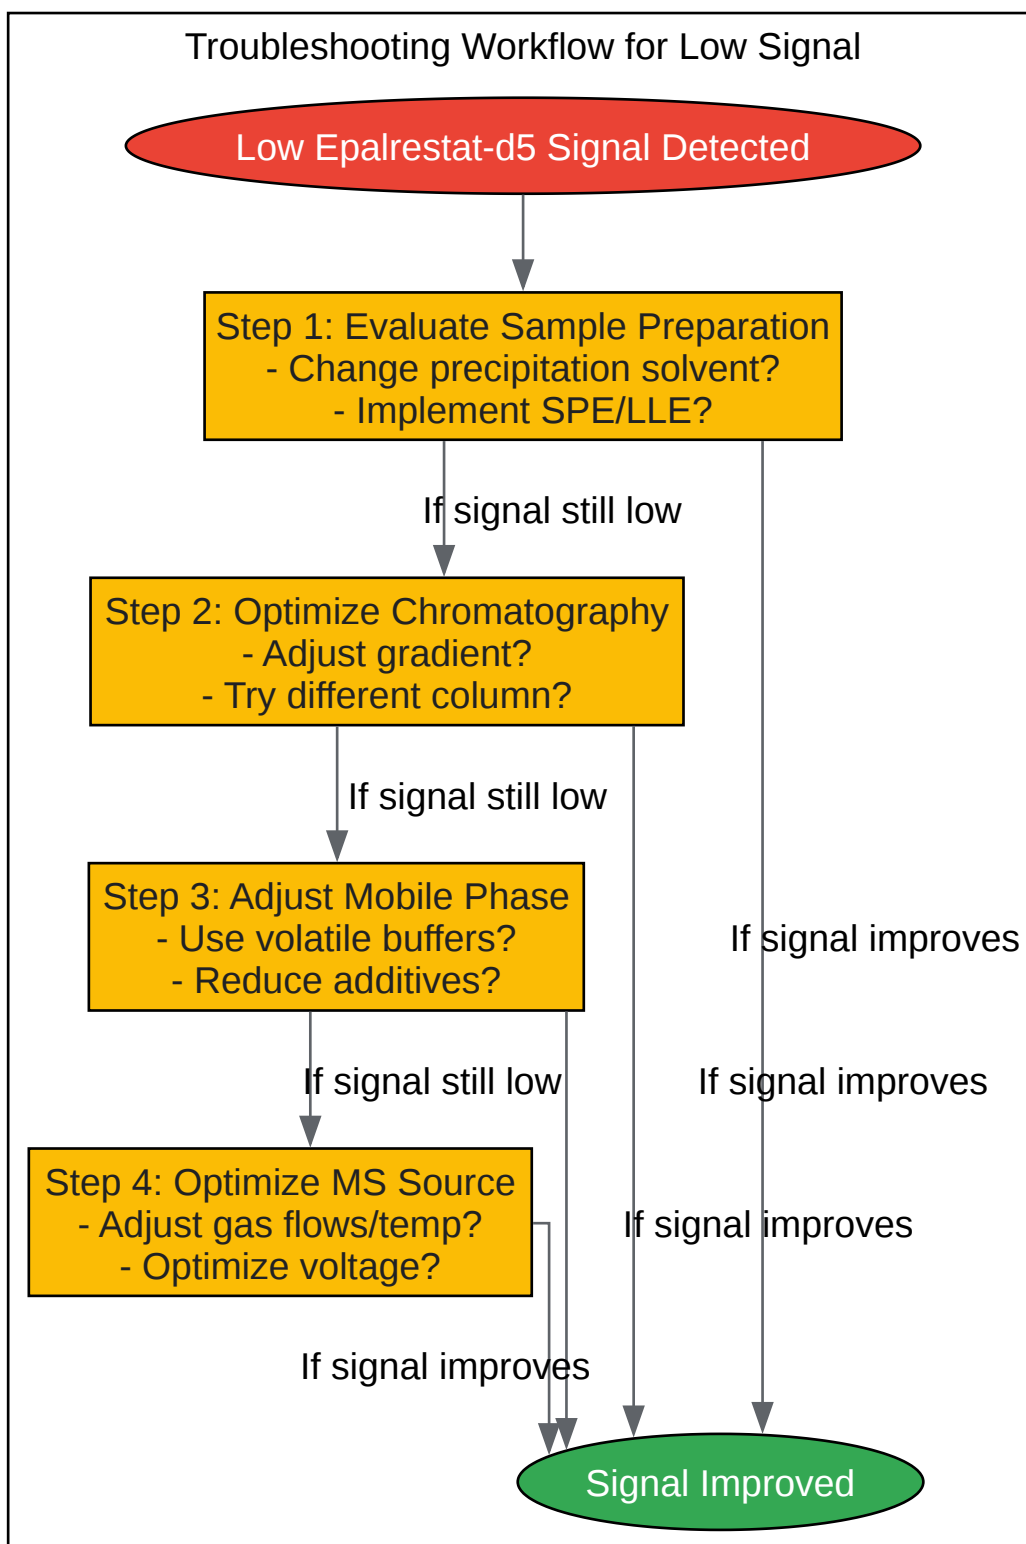 Troubleshooting Workflow for Low Signal
Low Epalrestat-d5 Signal Detected
Step 1: Evaluate Sample Preparation
- Change precipitation solvent?
- Implement SPE/LLE?
If signal still low
Step 2: Optimize Chromatography
- Adjust gradient?
- Try different column?
If signal still low
Step 3: Adjust Mobile Phase
- Use volatile buffers?
- Reduce additives?
If signal improves
If signal still low
If signal improves
Step 4: Optimize MS Source
- Adjust gas flows/temp?
- Optimize voltage?
If signal improves
If signal improves
Signal Improved